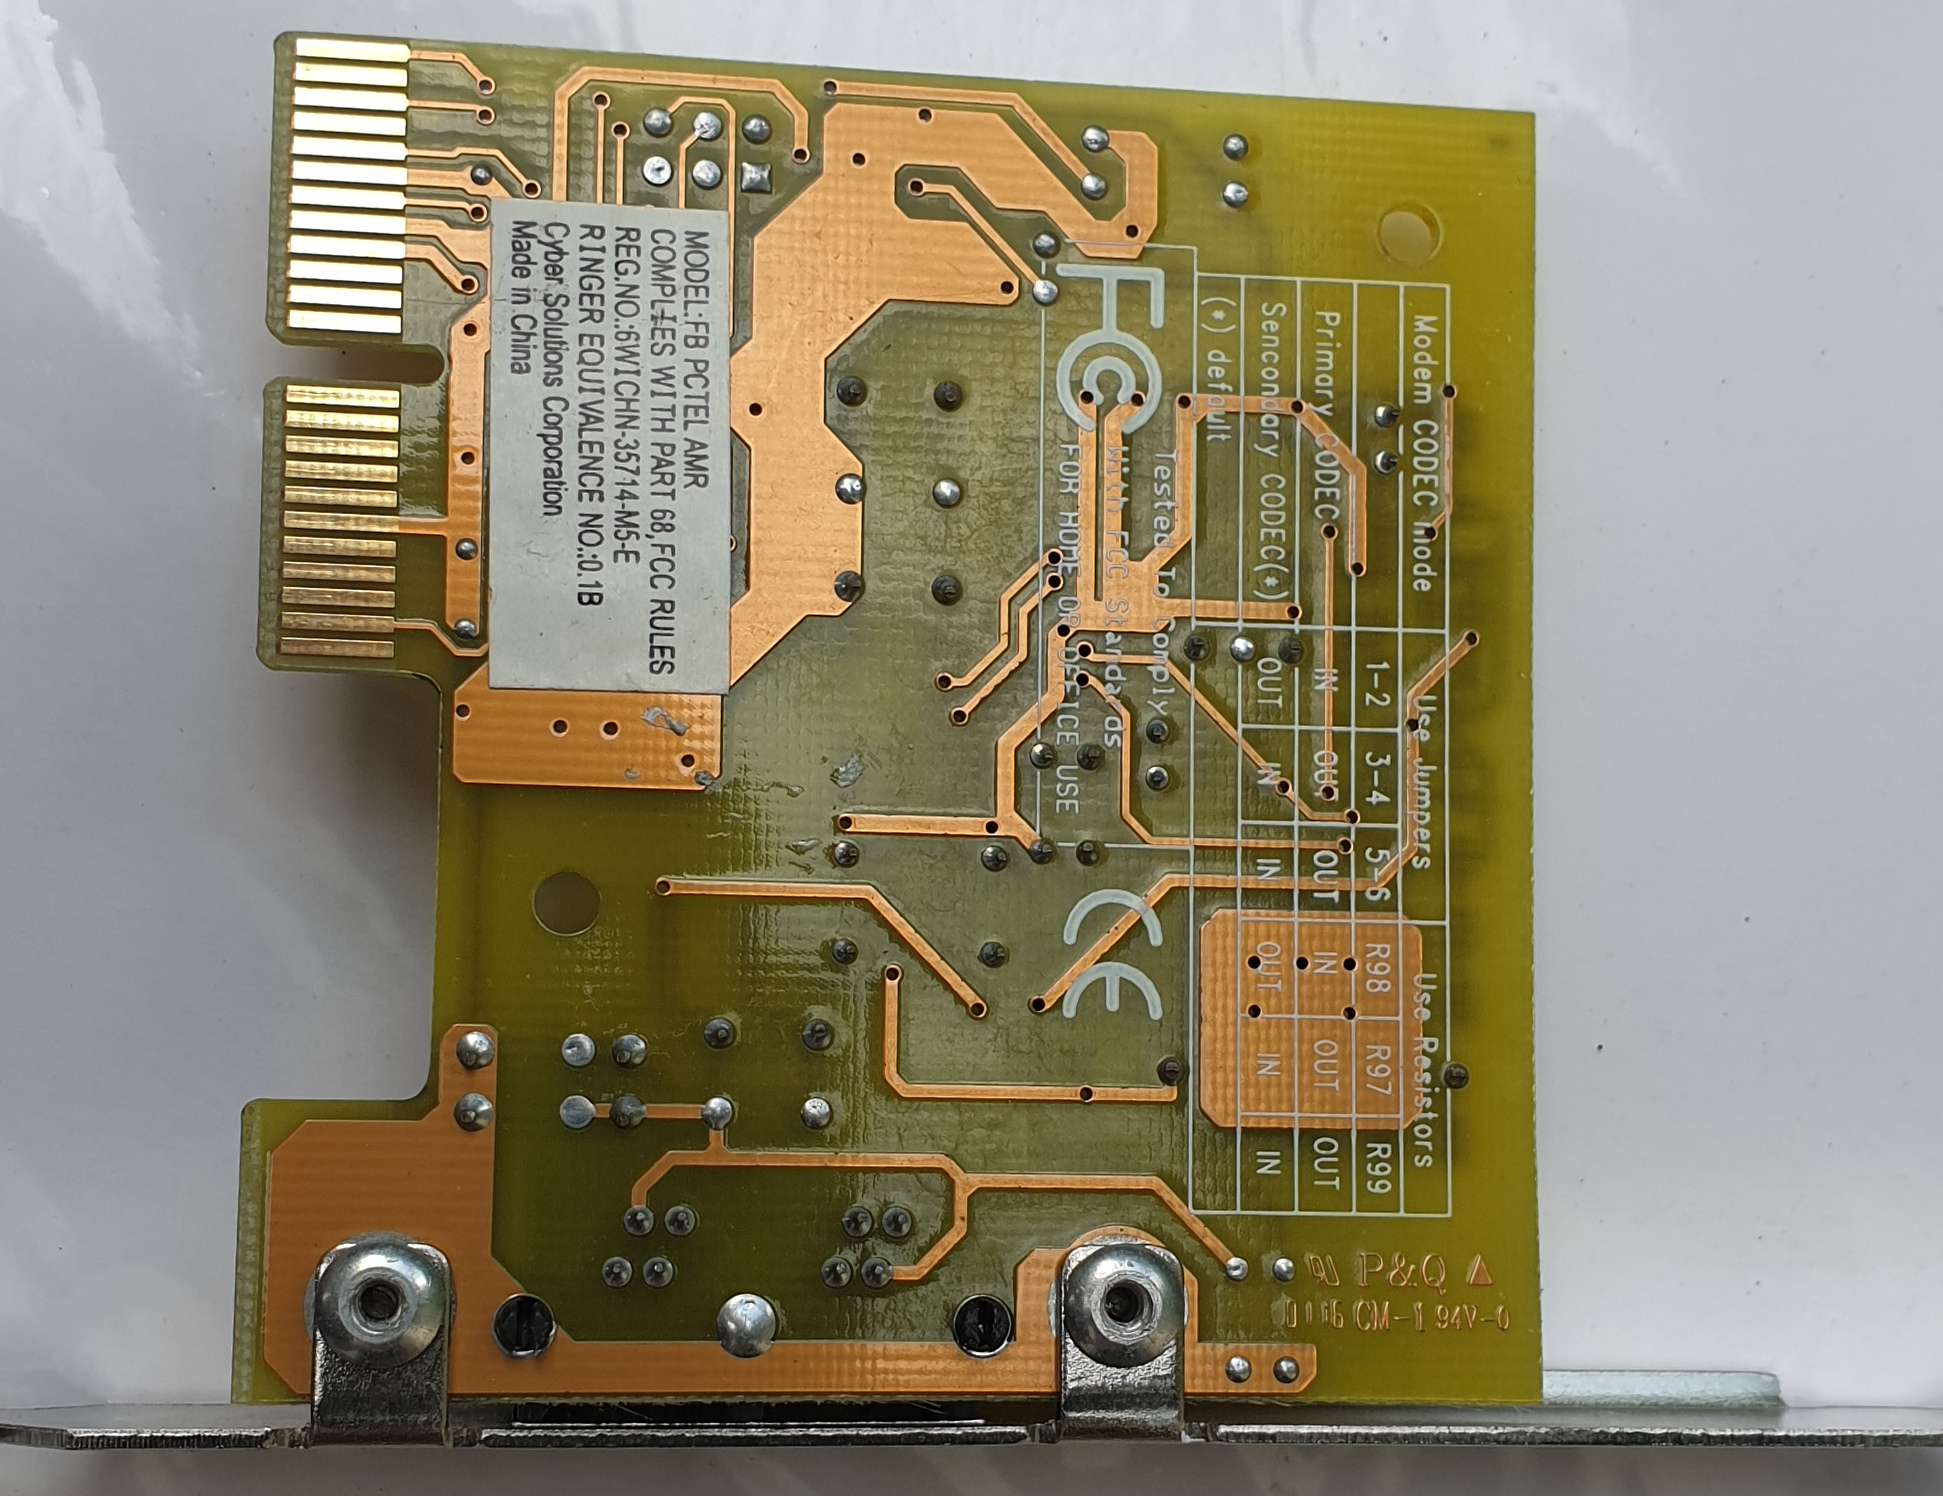 MODEL:FB PCTEL AMR
COMPLIES WITH PART 68,FCC RULES
REG.NO.:6WICHN-35714-M5-E
RINGER EQUIVALENCE NO.:0.1B
Cyber Solutions Corporation
Made in China
Modem CODEC mode Use Jumpers Use Resistors
1-2 3-4 5-6 R98 R97 R99
Primary CODEC IN OUT OUT IN OUT OUT
Sencondary CODEC(*) OUT IN IN OUT IN IN
(*) default
FC
Tested To Comply
With FCC Standards
FOR HOME OR OFFICE USE
CE
P&Q
0116 CM-1 94V-0